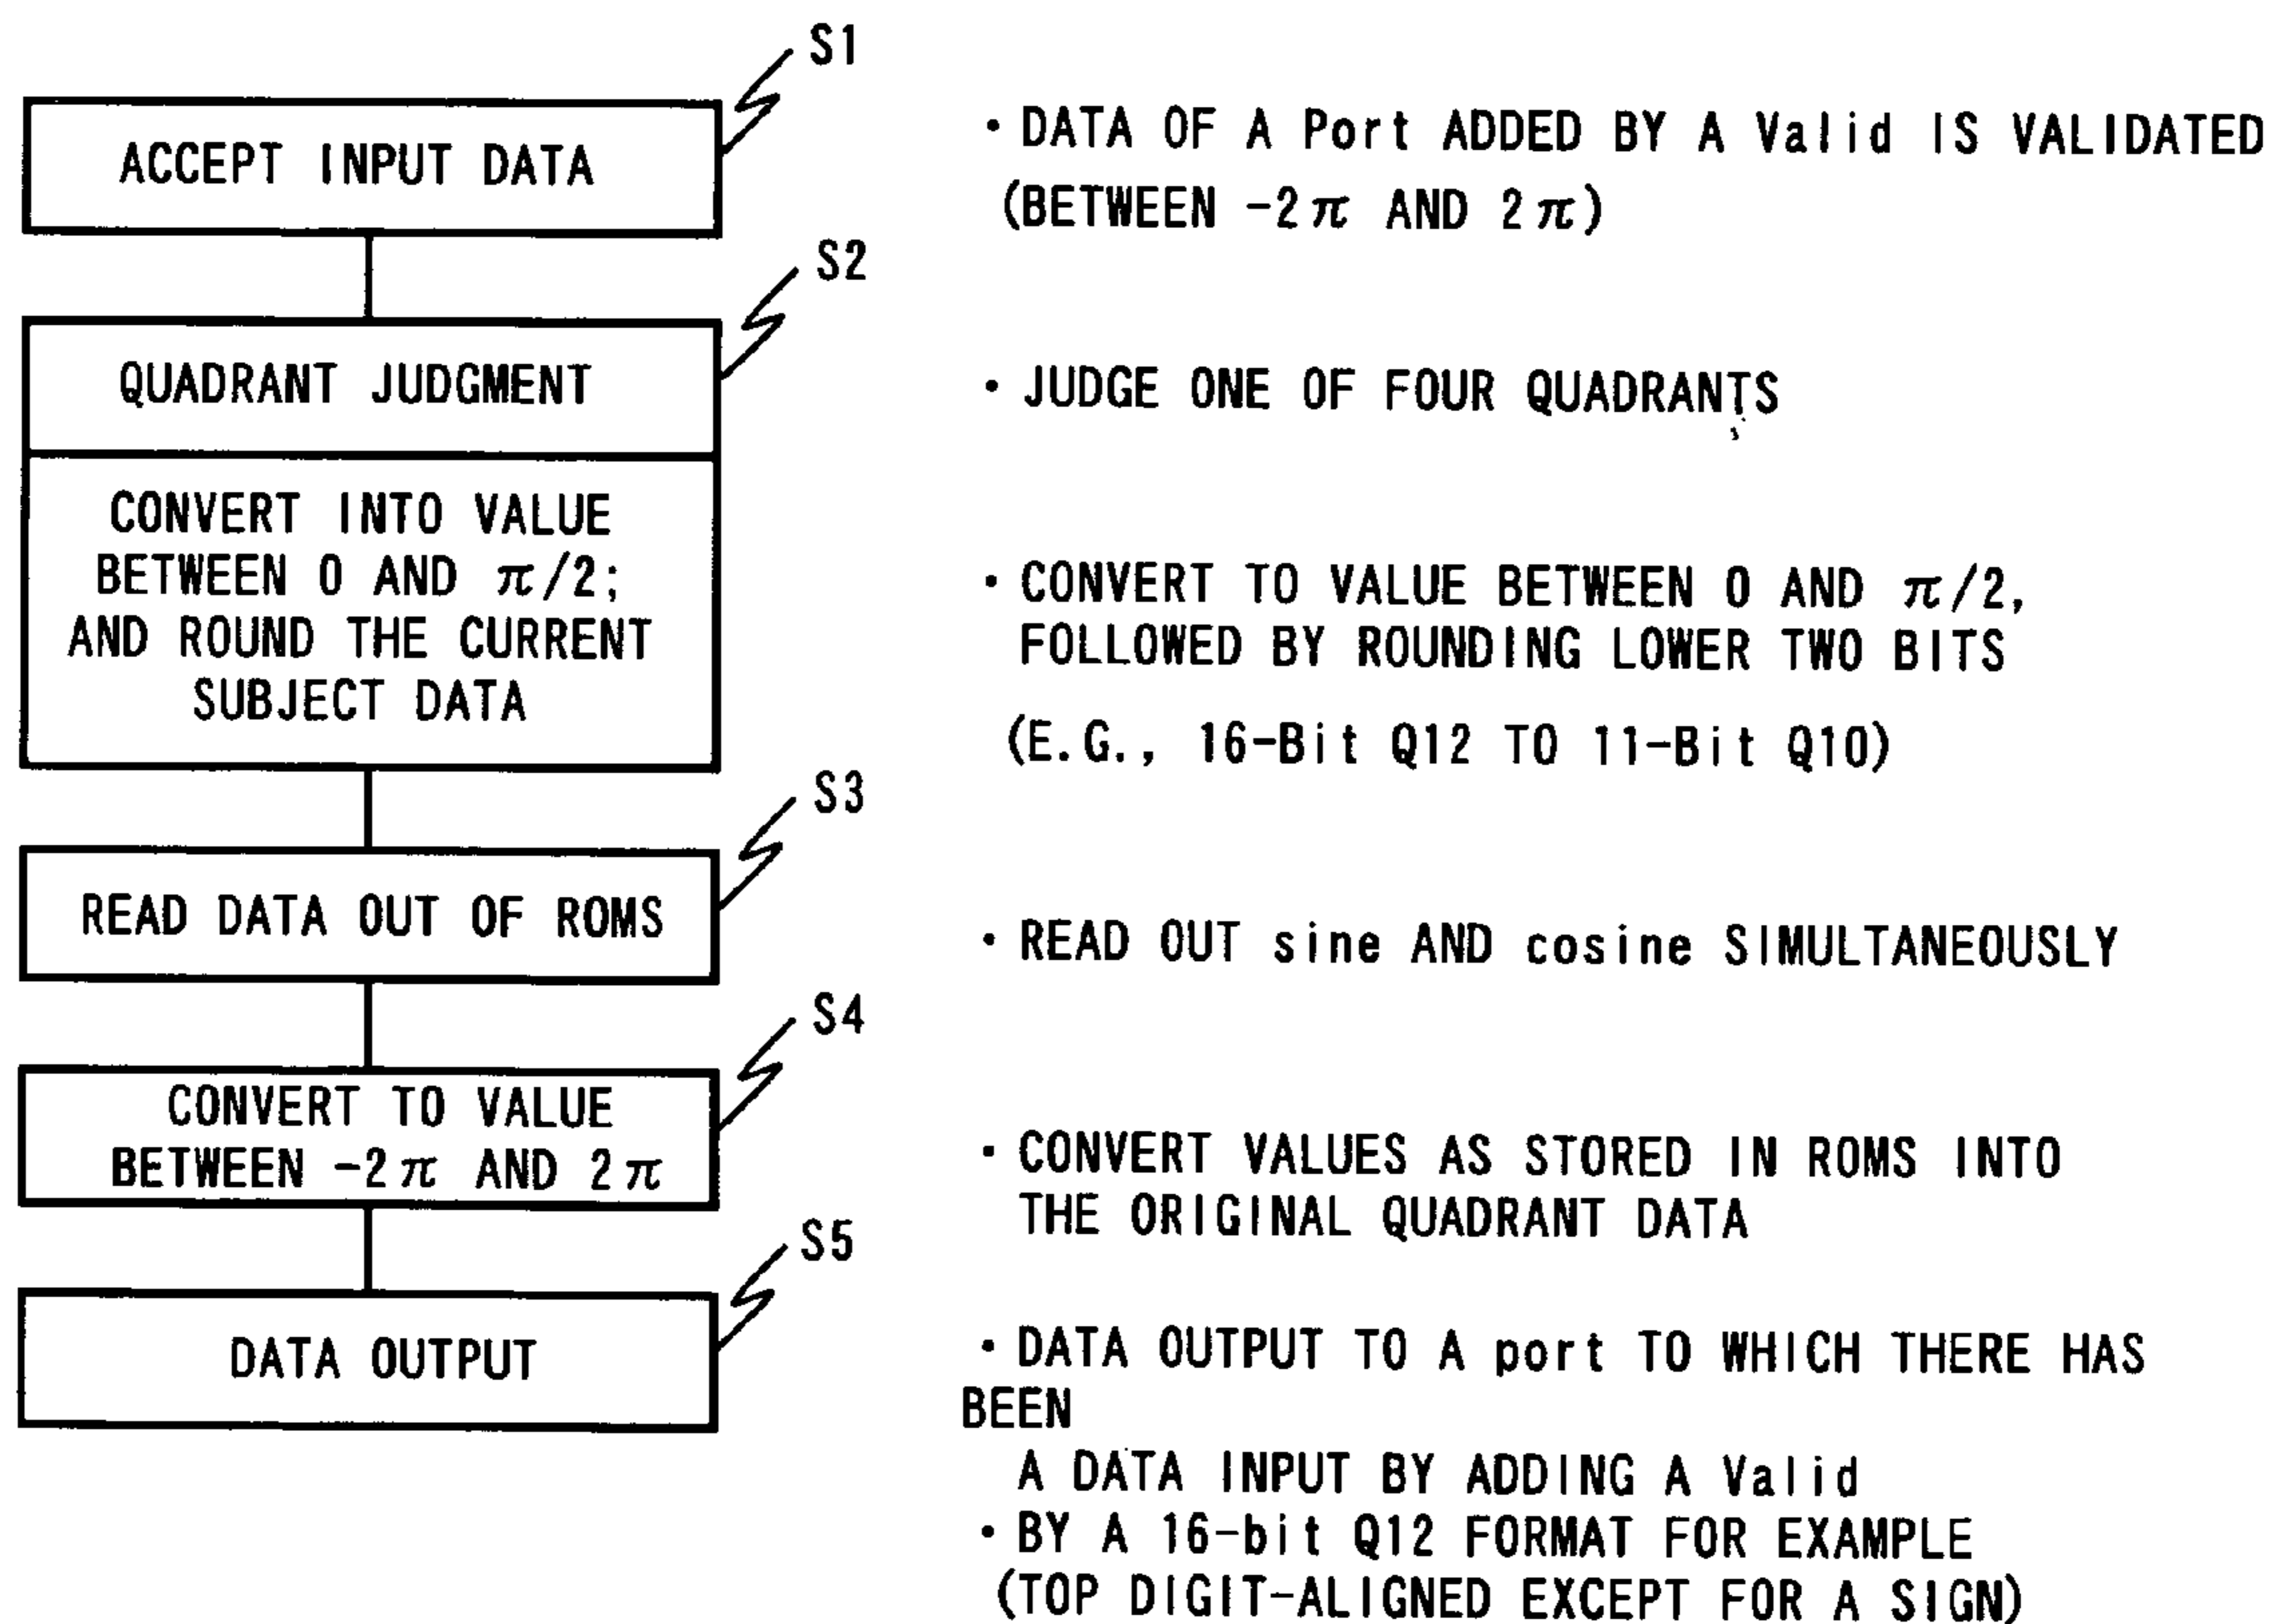 S1
ACCEPT INPUT DATA
・DATA OF A Port ADDED BY A Valid IS VALIDATED
(BETWEEN -2π AND 2π)
S2
QUADRANT JUDGMENT
・JUDGE ONE OF FOUR QUADRANTS
CONVERT INTO VALUE
BETWEEN 0 AND π/2;
AND ROUND THE CURRENT
SUBJECT DATA
・CONVERT TO VALUE BETWEEN 0 AND π/2,
FOLLOWED BY ROUNDING LOWER TWO BITS
(E.G., 16-Bit Q12 TO 11-Bit Q10)
S3
READ DATA OUT OF ROMS
・READ OUT sine AND cosine SIMULTANEOUSLY
S4
CONVERT TO VALUE
BETWEEN -2π AND 2π
・CONVERT VALUES AS STORED IN ROMS INTO
THE ORIGINAL QUADRANT DATA
S5
DATA OUTPUT
・DATA OUTPUT TO A port TO WHICH THERE HAS
BEEN
A DATA INPUT BY ADDING A Valid
・BY A 16-bit Q12 FORMAT FOR EXAMPLE
(TOP DIGIT-ALIGNED EXCEPT FOR A SIGN)